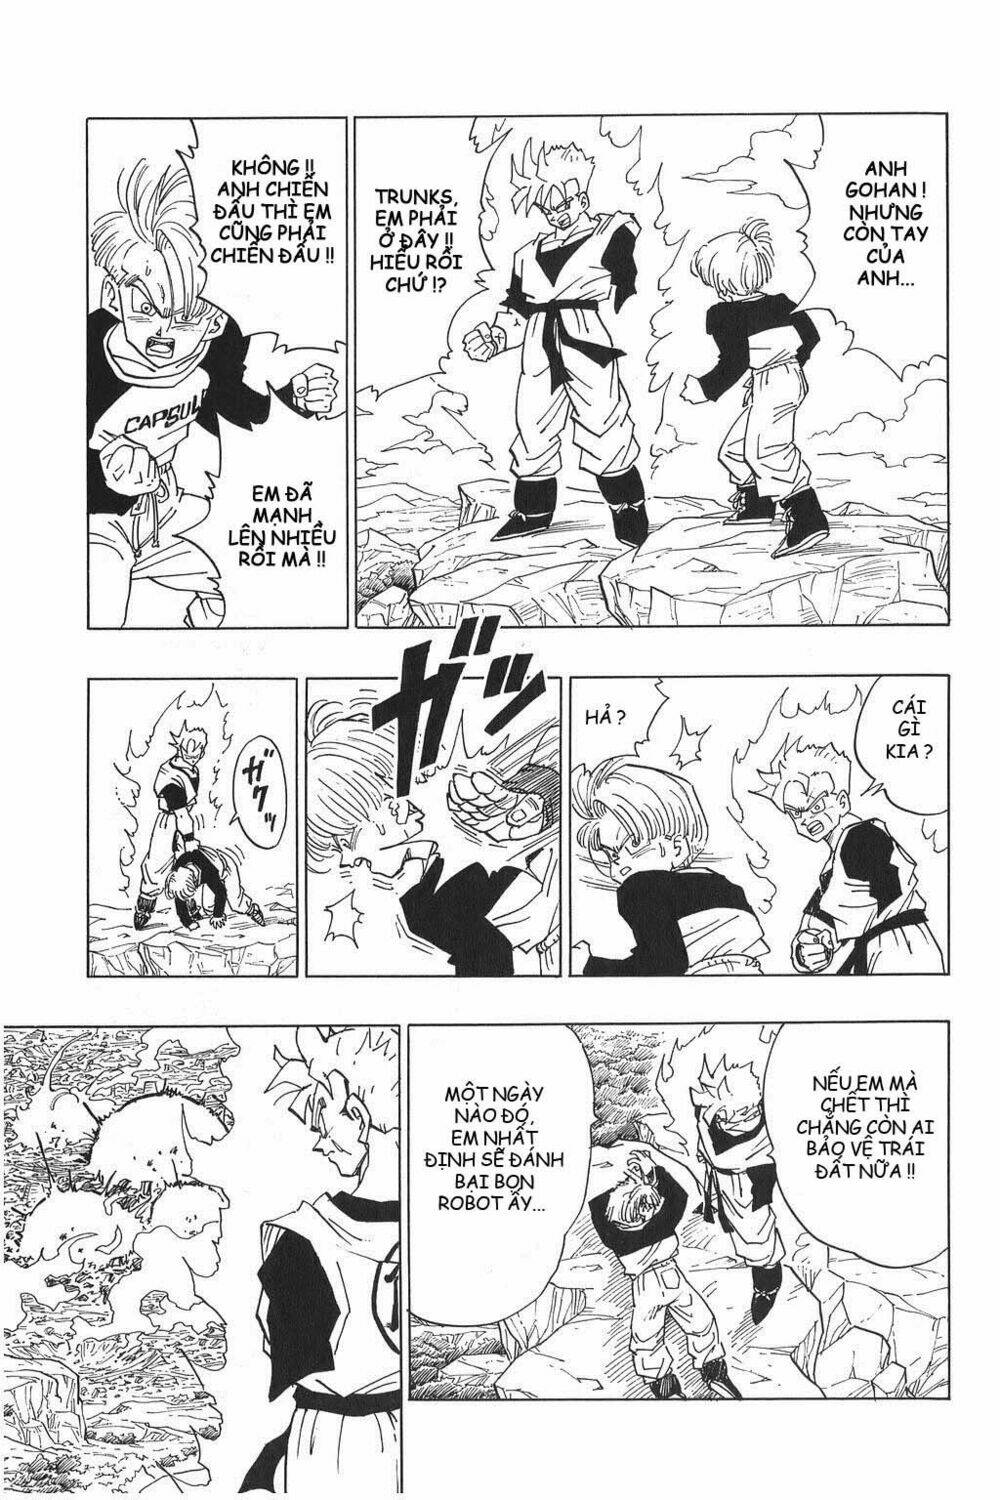 ANH
GOHAN !
NHƯNG
CÒN TAY
CỦA
ANH...
TRUNKS,
EM PHẢI
Ở ĐÂY !!
HIỂU RỒI
CHỨ !?
KHÔNG !!
ANH CHIẾN
ĐẤU THÌ EM
CŨNG PHẢI
CHIẾN ĐẤU !!
CAPSUL
EM ĐÃ
MẠNH
LÊN NHIỀU
RỒI MÀ !!
CÁI
GÌ
KIA ?
HẢ ?
ガッ
ガクッ
NẾU EM MÀ
CHẾT THÌ
CHẲNG CÒN AI
BẢO VỆ TRÁI
ĐẤT NỮA !!
MỘT NGÀY
NÀO ĐÓ,
EM NHẤT
ĐỊNH SẼ ĐÁNH
BẠI BỌN
ROBOT ẤY...